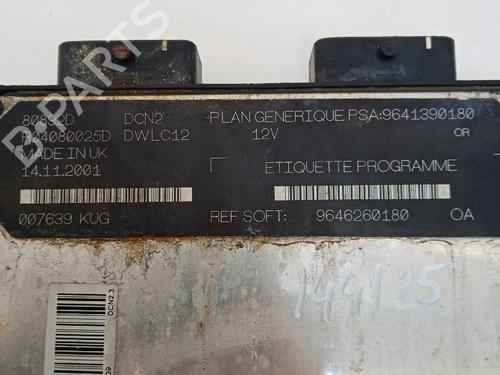 B-PARTS
80892D DCN2 PLAN GENERIQUE PSA:9641390180
R04080025D DWLC12 12V OR
MADE IN UK
14.11.2001 ETIQUETTE PROGRAMME
007639 KUG REF SOFT: 9646260180 OA
144125
DCN2.3